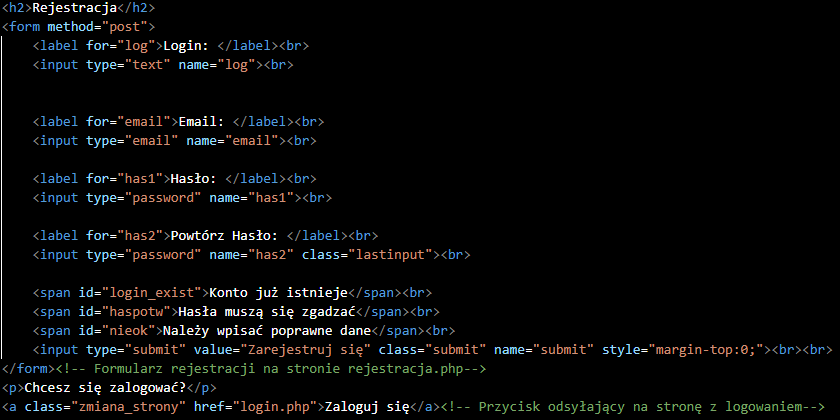 <h2>Rejestracja</h2>
<form method="post">
    <label for="log">Login: </label><br>
    <input type="text" name="log"><br>


    <label for="email">Email: </label><br>
    <input type="email" name="email"><br>

    <label for="has1">Hasło: </label><br>
    <input type="password" name="has1"><br>

    <label for="has2">Powtórz Hasło: </label><br>
    <input type="password" name="has2" class="lastinput"><br>

    <span id="login_exist">Konto już istnieje</span><br>
    <span id="haspotw">Hasła muszą się zgadzać</span><br>
    <span id="nieok">Należy wpisać poprawne dane</span><br>
    <input type="submit" value="Zarejestruj się" class="submit" name="submit" style="margin-top:0;"><br><br>
</form><!-- Formularz rejestracji na stronie rejestracja.php-->
<p>Chcesz się zalogować?</p>
<a class="zmiana_strony" href="login.php">Zaloguj się</a><!-- Przycisk odsyłający na stronę z logowaniem-->